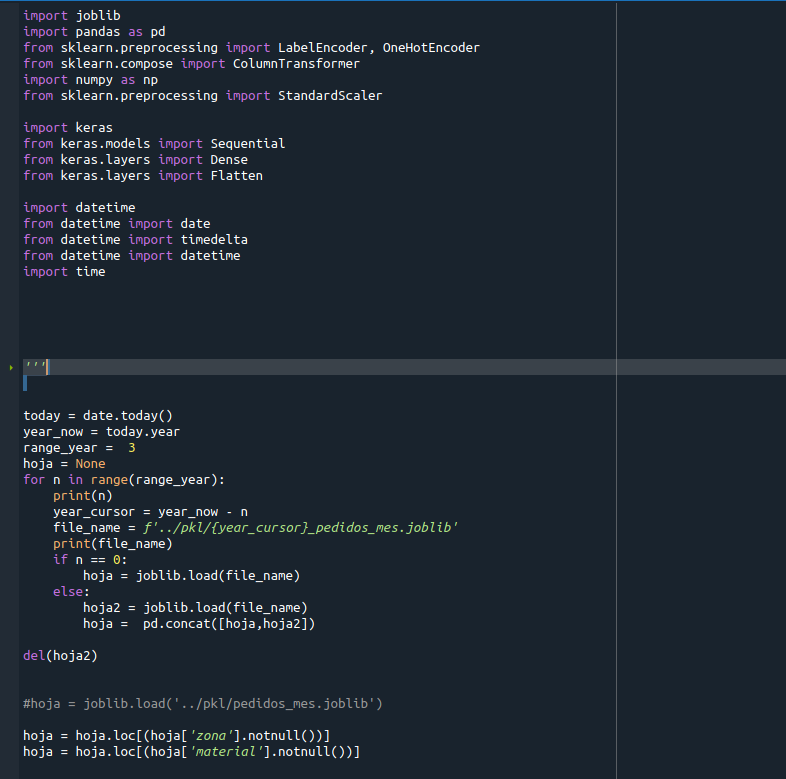 import joblib
import pandas as pd
from sklearn.preprocessing import LabelEncoder, OneHotEncoder
from sklearn.compose import ColumnTransformer
import numpy as np
from sklearn.preprocessing import StandardScaler

import keras
from keras.models import Sequential
from keras.layers import Dense
from keras.layers import Flatten

import datetime
from datetime import date
from datetime import timedelta
from datetime import datetime
import time

'''

today = date.today()
year_now = today.year
range_year =  3
hoja = None
for n in range(range_year):
    print(n)
    year_cursor = year_now - n
    file_name = f'../pkl/{year_cursor}_pedidos_mes.joblib'
    print(file_name)
    if n == 0:
        hoja = joblib.load(file_name)
    else:
        hoja2 = joblib.load(file_name)
        hoja =  pd.concat([hoja,hoja2])

del(hoja2)

#hoja = joblib.load('../pkl/pedidos_mes.joblib')

hoja = hoja.loc[(hoja['zona'].notnull())]
hoja = hoja.loc[(hoja['material'].notnull())]